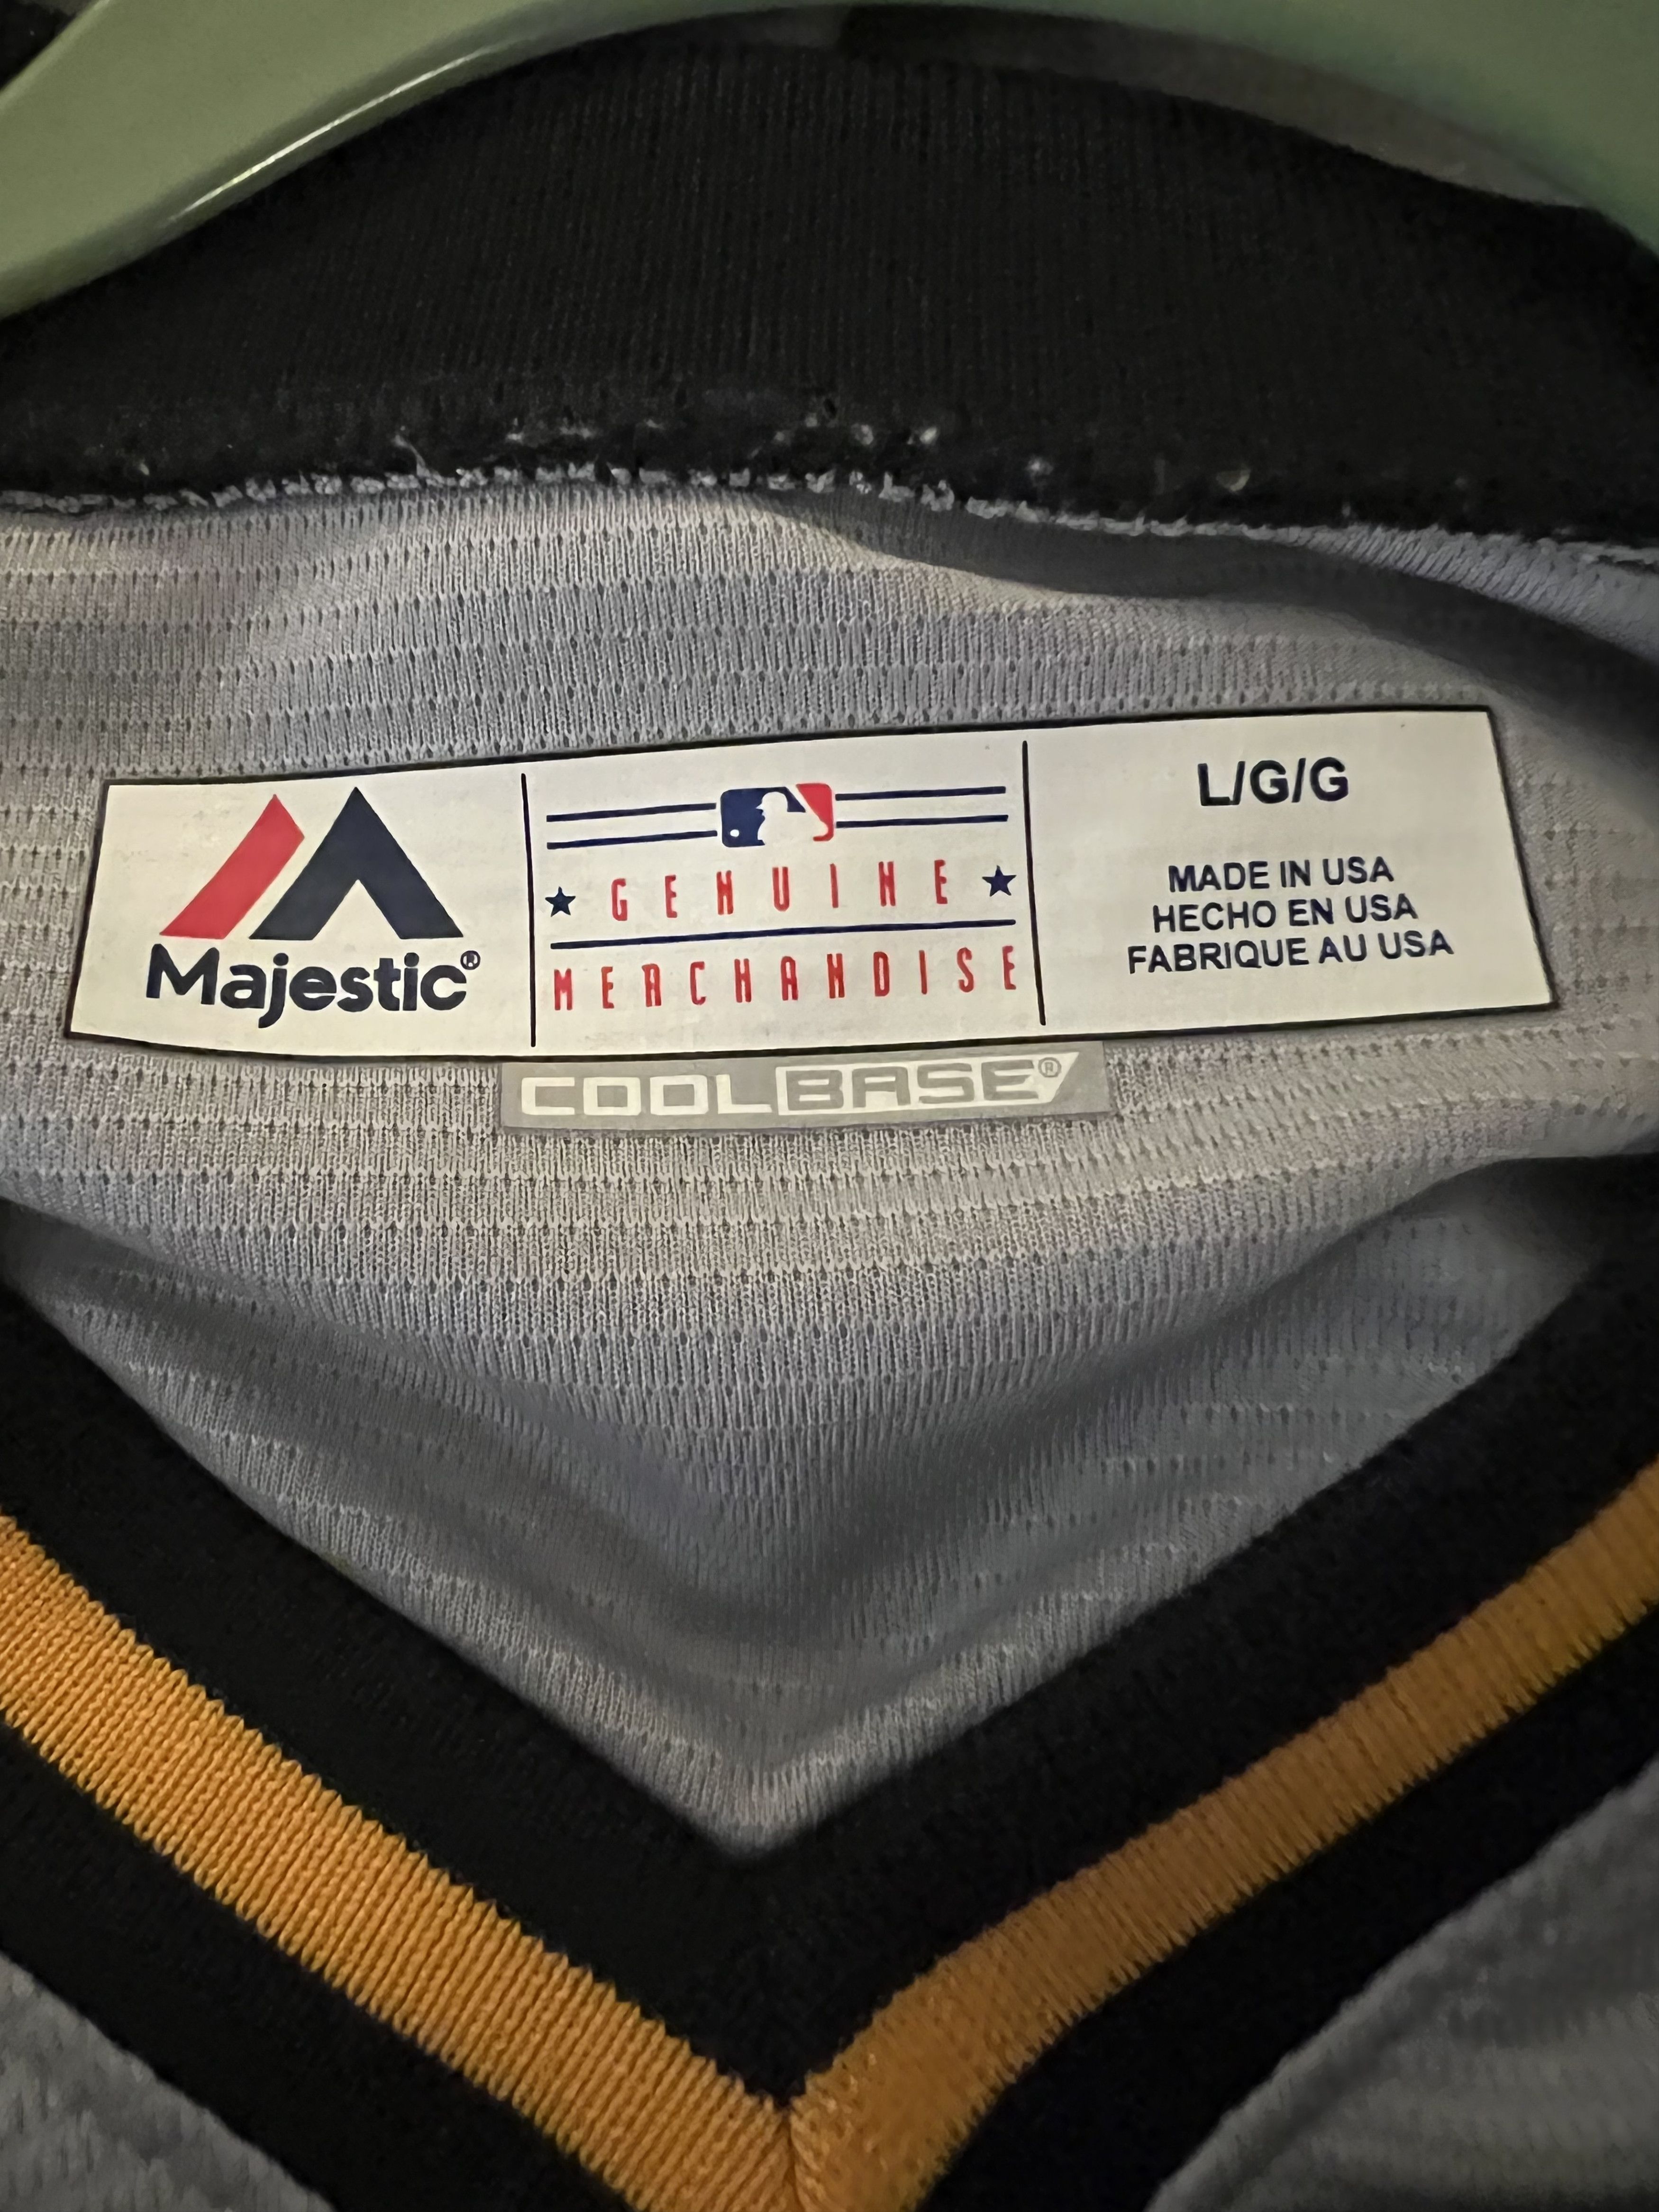 Majestic®
GENUINE
MERCHANDISE
L/G/G
MADE IN USA
HECHO EN USA
FABRIQUE AU USA
COOLBASE®